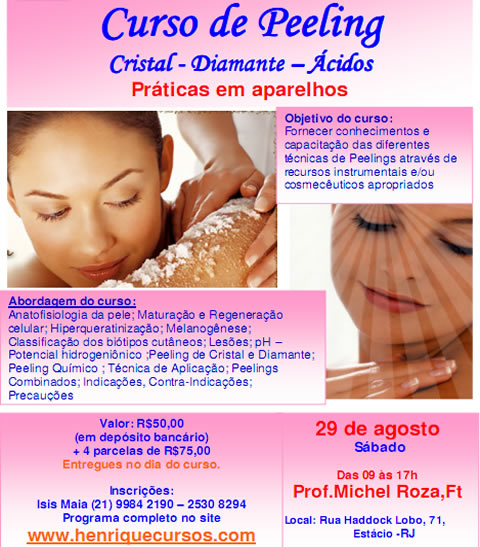 Curso de Peeling
Cristal - Diamante – Ácidos
Práticas em aparelhos
Objetivo do curso:
Fornecer conhecimentos e
capacitação das diferentes
técnicas de Peelings através de
recursos instrumentais e/ou
cosmecêuticos apropriados
Abordagem do curso:
Anatofisiologia da pele; Maturação e Regeneração
celular; Hiperqueratinização; Melanogênese;
Classificação dos biótipos cutâneos; Lesões; pH –
Potencial hidrogeniônico ;Peeling de Cristal e Diamante;
Peeling Químico ; Técnica de Aplicação; Peelings
Combinados; Indicações, Contra-Indicações;
Precauções
Valor: R$50,00
(em depósito bancário)
+ 4 parcelas de R$75,00
Entregues no dia do curso.
Inscrições:
Isis Maia (21) 9984 2190 – 2530 8294
Programa completo no site
www.henriquecursos.com
29 de agosto
Sábado
Das 09 às 17h
Prof.Michel Roza,Ft
Local: Rua Haddock Lobo, 71,
Estácio -RJ